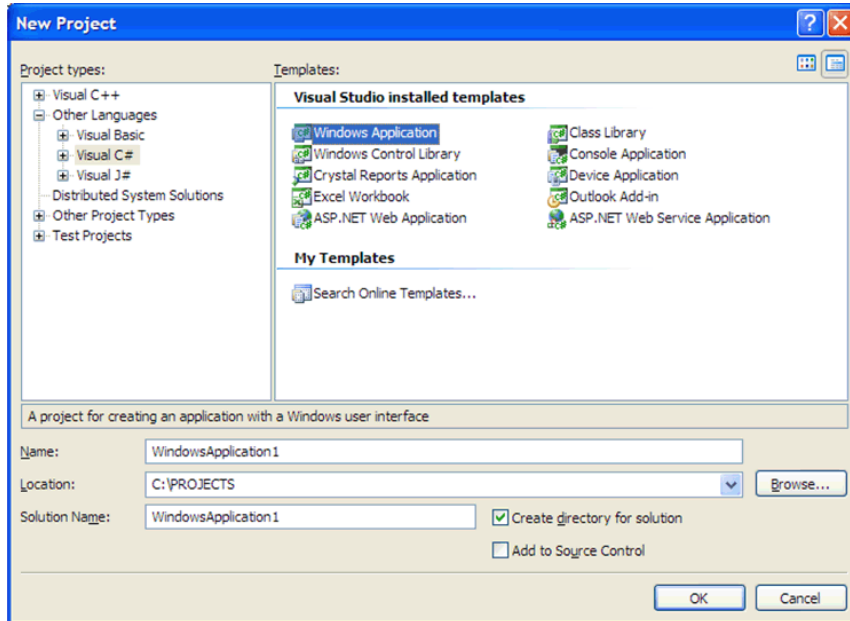 New Project
Project types:
Templates:
Visual C++
Other Languages
Visual Basic
Visual C#
Visual J#
Distributed System Solutions
Other Project Types
Test Projects
Visual Studio installed templates
Windows Application
Class Library
Windows Control Library
Console Application
Crystal Reports Application
Device Application
Excel Workbook
Outlook Add-in
ASP.NET Web Application
ASP.NET Web Service Application
My Templates
Search Online Templates...
A project for creating an application with a Windows user interface
Name:
WindowsApplication1
Location:
C:\PROJECTS
Browse...
Solution Name:
WindowsApplication1
Create directory for solution
Add to Source Control
OK
Cancel